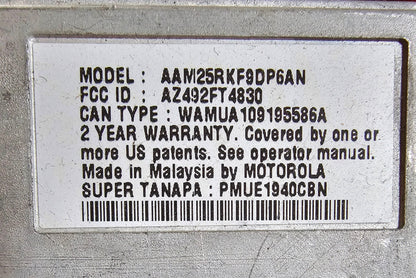 MODEL : AAM25RKF9DP6AN
FCC ID : AZ492FT4830
CAN TYPE : WAMUA109195586A
2 YEAR WARRANTY. Covered by one or
more US patents. See operator manual.
Made in Malaysia by MOTOROLA
SUPER TANAPA : PMUE1940CBN